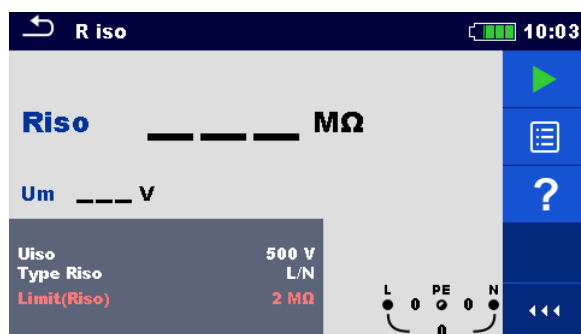 R iso 10:03
Riso _ _ _ MΩ
Um _ _ _ V
?
Uiso 500 V
Type Riso L/N
Limit(Riso) 2 MΩ
L PE N
0 0
0